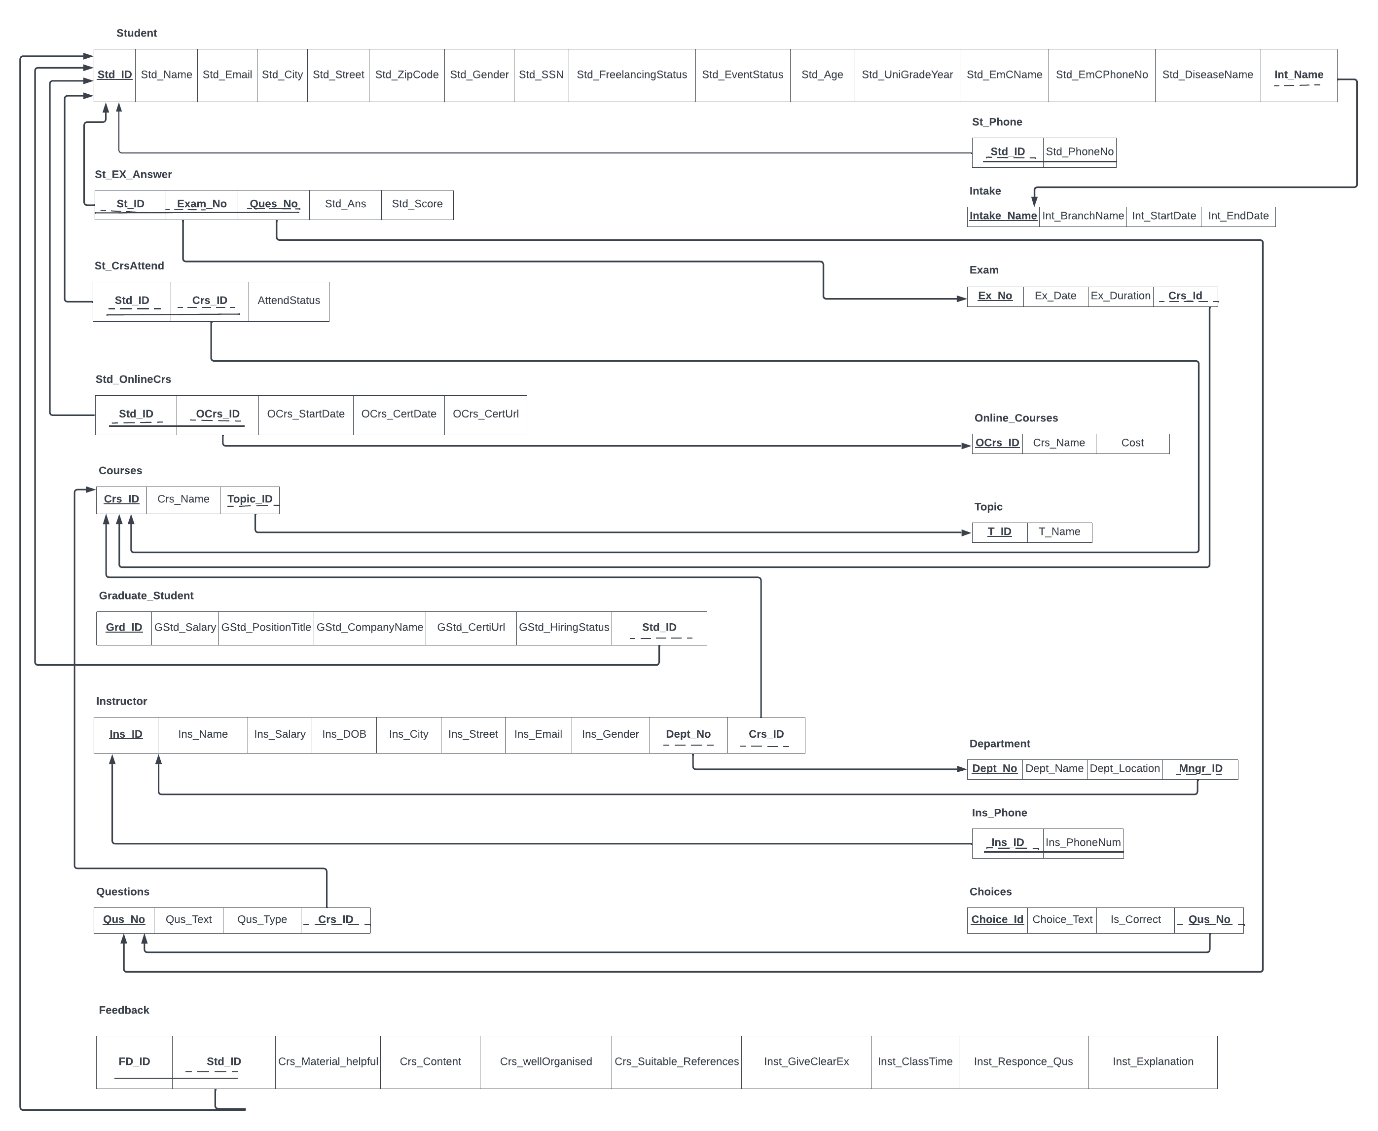 Student
Std_ID Std_Name Std_Email Std_City Std_Street Std_ZipCode Std_Gender Std_SSN Std_FreelancingStatus Std_EventStatus Std_Age Std_UniGradeYear Std_EmCName Std_EmCPhoneNo Std_DiseaseName Int_Name
St_Phone
Std_ID Std_PhoneNo
St_EX_Answer
St_ID Exam_No Ques_No Std_Ans Std_Score
Intake
Intake_Name Int_BranchName Int_StartDate Int_EndDate
St_CrsAttend
Std_ID Crs_ID AttendStatus
Exam
Ex_No Ex_Date Ex_Duration Crs_Id
Std_OnlineCrs
Std_ID OCrs_ID OCrs_StartDate OCrs_CertDate OCrs_CertUrl
Online_Courses
OCrs_ID Crs_Name Cost
Courses
Crs_ID Crs_Name Topic_ID
Topic
T_ID T_Name
Graduate_Student
Grd_ID GStd_Salary GStd_PositionTitle GStd_CompanyName GStd_CertiUrl GStd_HiringStatus Std_ID
Instructor
Ins_ID Ins_Name Ins_Salary Ins_DOB Ins_City Ins_Street Ins_Email Ins_Gender Dept_No Crs_ID
Department
Dept_No Dept_Name Dept_Location Mngr_ID
Ins_Phone
Ins_ID Ins_PhoneNum
Questions
Qus_No Qus_Text Qus_Type Crs_ID
Choices
Choice_Id Choice_Text Is_Correct Qus_No
Feedback
FD_ID Std_ID Crs_Material_helpful Crs_Content Crs_wellOrganised Crs_Suitable_References Inst_GiveClearEx Inst_ClassTime Inst_Responce_Qus Inst_Explanation